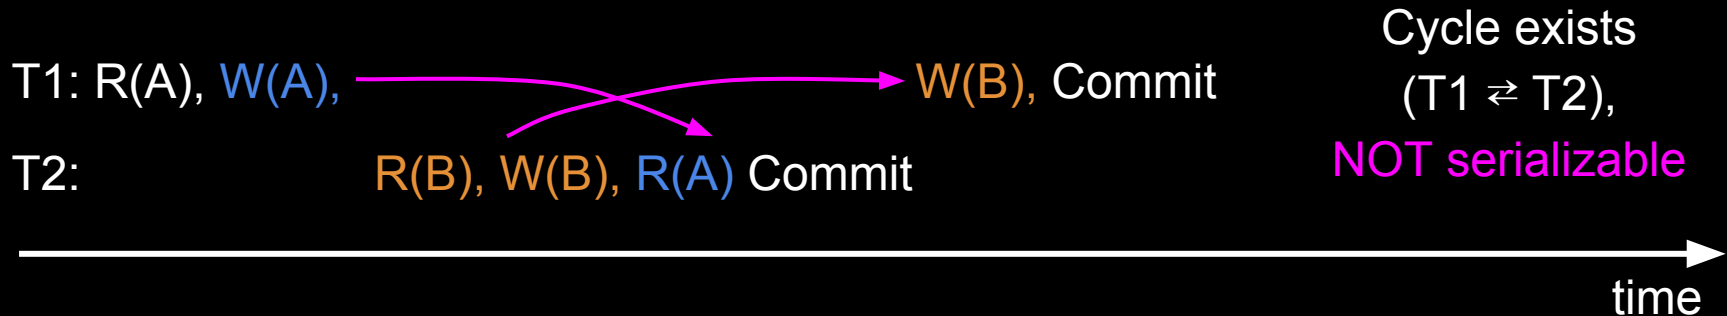 T1: R(A), W(A), W(B), Commit
T2: R(B), W(B), R(A) Commit
Cycle exists
(T1 ⇄ T2),
NOT serializable
time